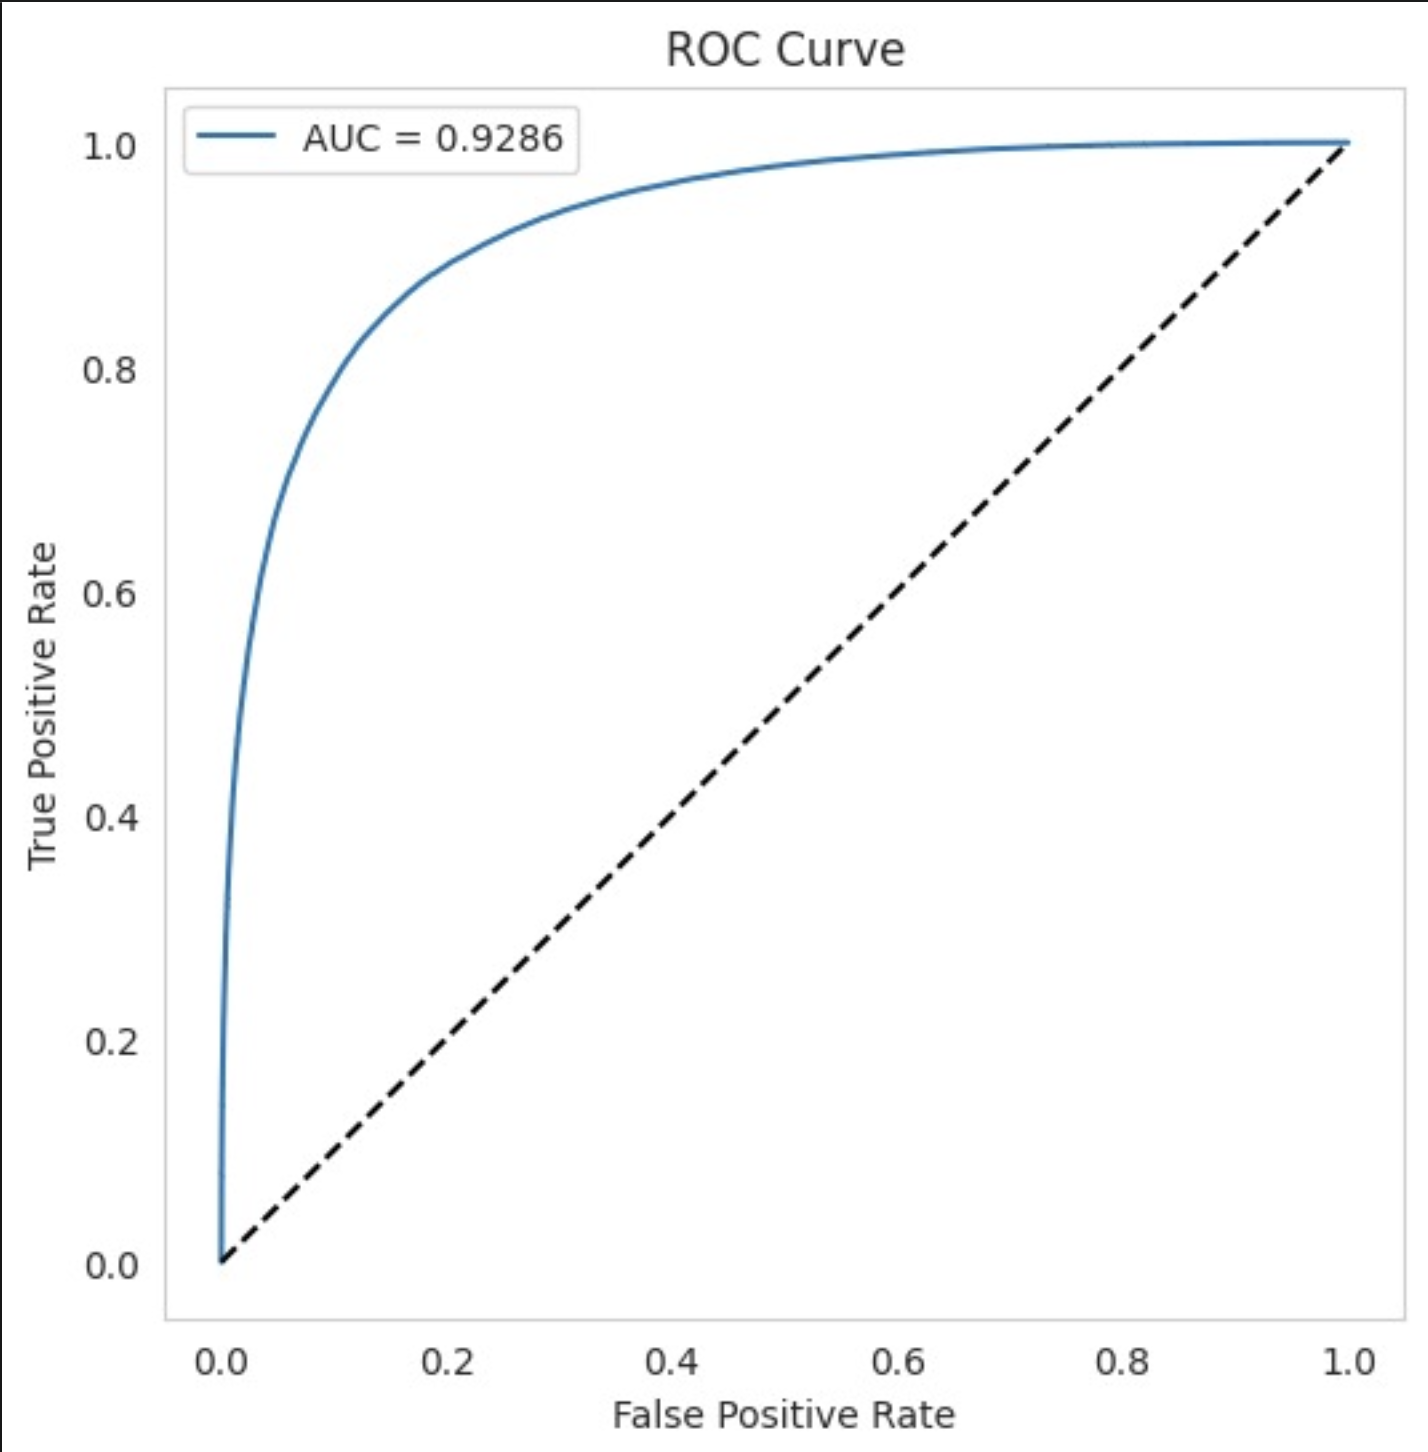 ROC Curve
AUC = 0.9286
1.0
0.8
0.6
0.4
0.2
0.0
True Positive Rate
0.0 0.2 0.4 0.6 0.8 1.0
False Positive Rate